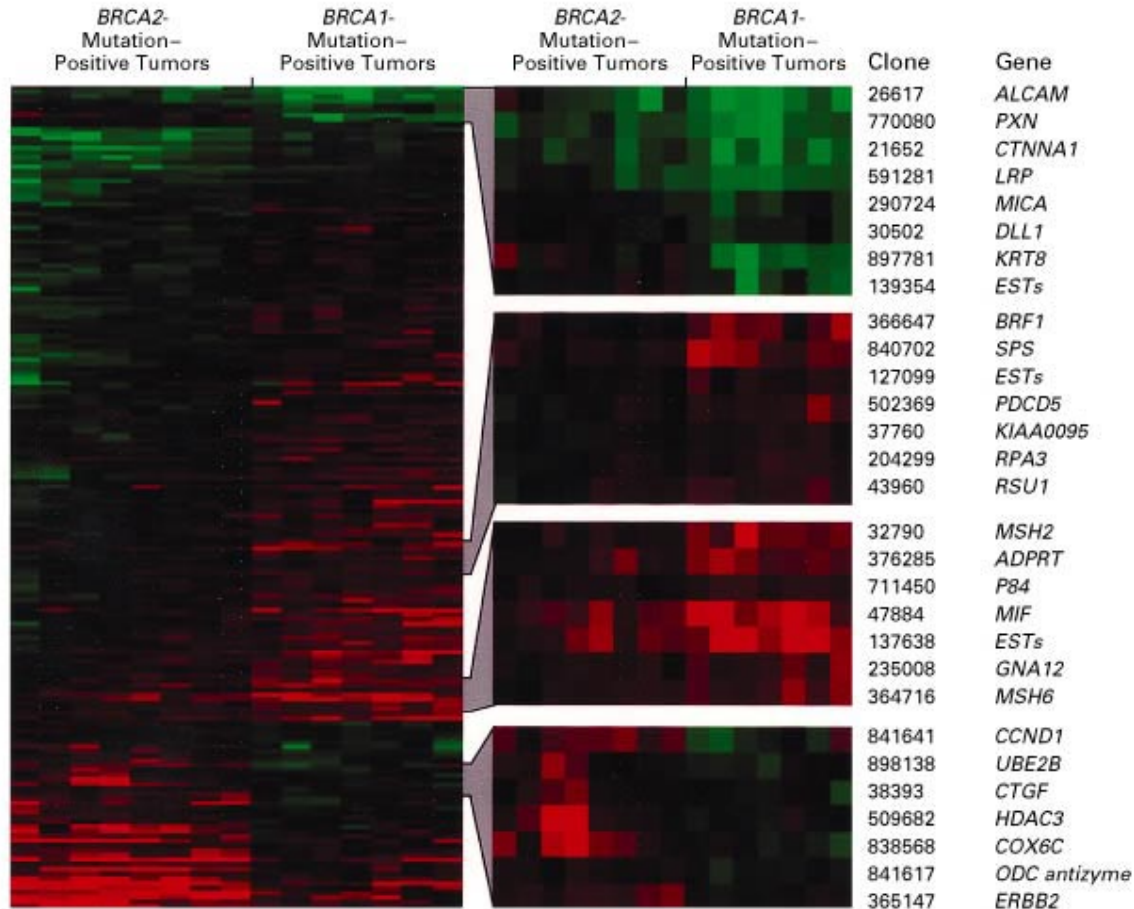 BRCA2-
Mutation–
Positive Tumors
BRCA1-
Mutation–
Positive Tumors
BRCA2-
Mutation–
Positive Tumors
BRCA1-
Mutation–
Positive Tumors
Clone Gene
26617 ALCAM
770080 PXN
21652 CTNNA1
591281 LRP
290724 MICA
30502 DLL1
897781 KRT8
139354 ESTs
366647 BRF1
840702 SPS
127099 ESTs
502369 PDCD5
37760 KIAA0095
204299 RPA3
43960 RSU1
32790 MSH2
376285 ADPRT
711450 P84
47884 MIF
137638 ESTs
235008 GNA12
364716 MSH6
841641 CCND1
898138 UBE2B
38393 CTGF
509682 HDAC3
838568 COX6C
841617 ODC antizyme
365147 ERBB2